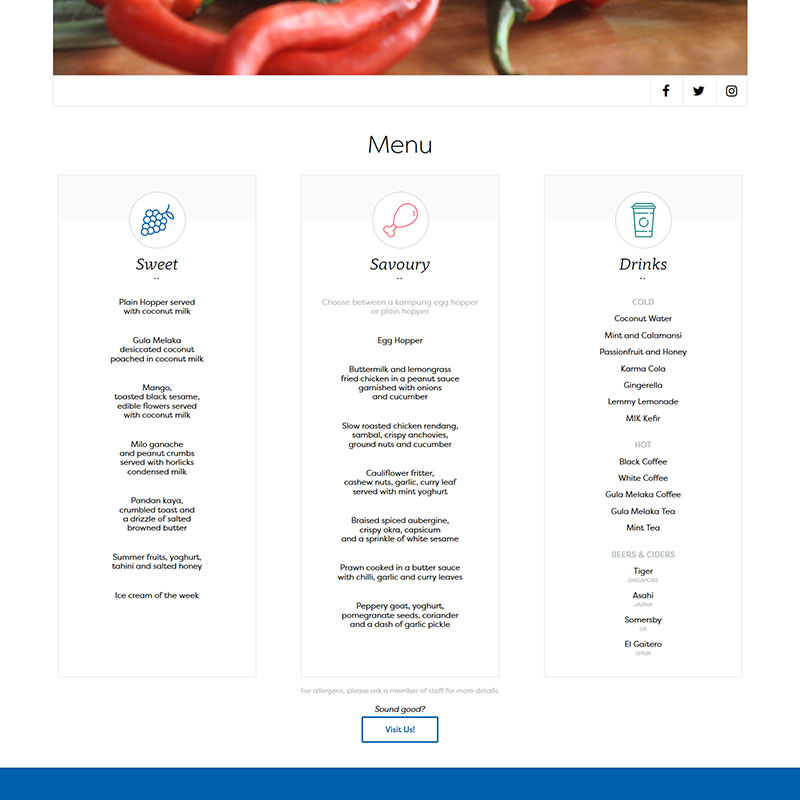 Menu
Sweet
Plain Hopper served
with coconut milk
Gula Melaka
desiccated coconut
poached in coconut milk
Mango,
toasted black sesame,
edible flowers served
with coconut milk
Milo ganache
and peanut crumbs
served with horlicks
condensed milk
Pandan kaya,
crumbled toast and
a drizzle of salted
browned butter
Summer fruits, yoghurt,
tahini and salted honey
Ice cream of the week
Savoury
Choose between a kampung egg hopper
or plain hopper
Egg Hopper
Buttermilk and lemongrass
fried chicken in a peanut sauce
garnished with onions
and cucumber
Slow roasted chicken rendang,
sambal, crispy anchovies,
ground nuts and cucumber
Cauliflower fritter,
cashew nuts, garlic, curry leaf
served with mint yoghurt
Braised spiced aubergine,
crispy okra, capsicum
and a sprinkle of white sesame
Prawn cooked in a butter sauce
with chilli, garlic and curry leaves
Peppery goat, yoghurt,
pomegranate seeds, coriander
and a dash of garlic pickle
Drinks
COLD
Coconut Water
Mint and Calamansi
Passionfruit and Honey
Karma Cola
Gingerella
Lemmy Lemonade
MIK Kefir
HOT
Black Coffee
White Coffee
Gula Melaka Coffee
Gula Melaka Tea
Mint Tea
BEERS & CIDERS
Tiger
SINGAPORE
Asahi
JAPAN
Somersby
UK
El Gaitero
SPAIN
For allergens, please ask a member of staff for more details.
Sound good?
Visit Us!